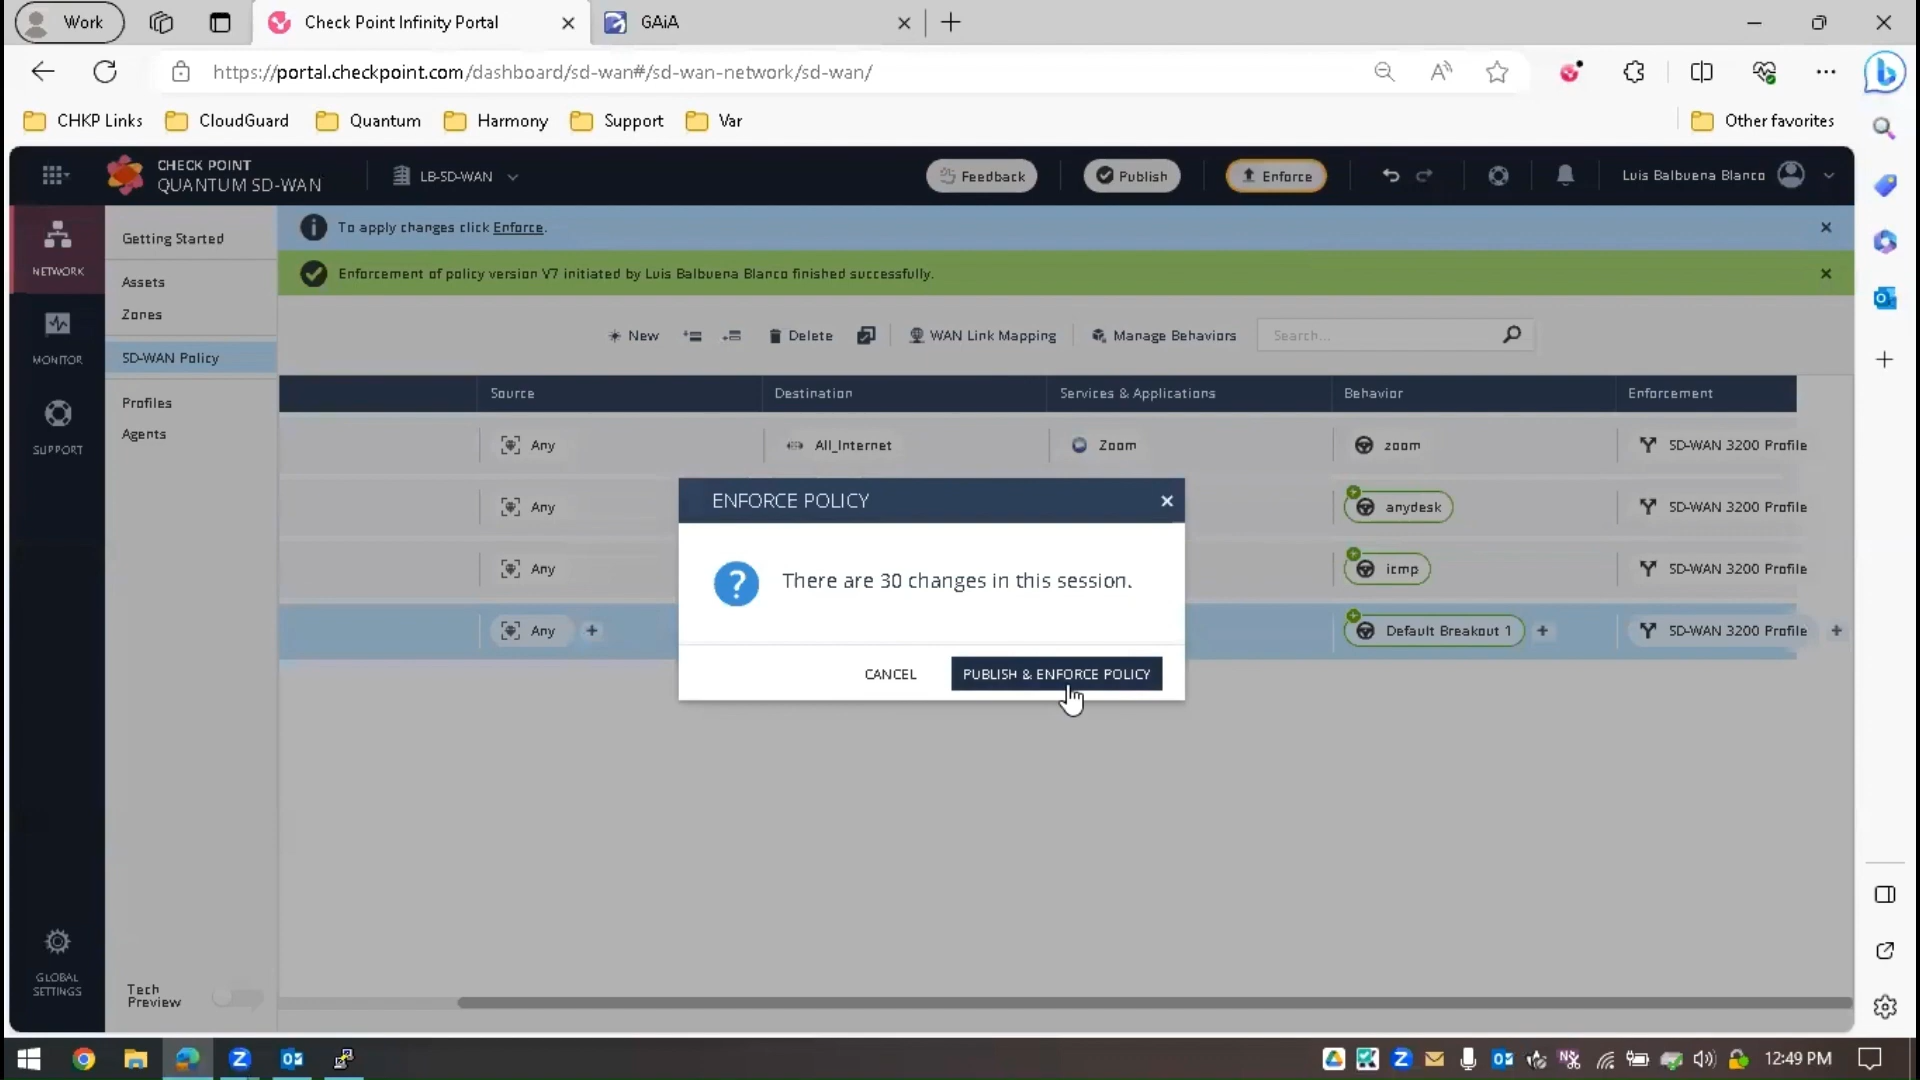 Work
Check Point Infinity Portal
GAiA
https://portal.checkpoint.com/dashboard/sd-wan#/sd-wan-network/sd-wan/
CHKP Links
CloudGuard
Quantum
Harmony
Support
Var
Other favorites
CHECK POINT
QUANTUM SD-WAN
LB-SD-WAN
Feedback
Publish
Enforce
Luis Balbuena Blanco
NETWORK
MONITOR
SUPPORT
GLOBAL
SETTINGS
Getting Started
Assets
Zones
SD-WAN Policy
Profiles
Agents
Tech
Preview
To apply changes click Enforce.
Enforcement of policy version V7 initiated by Luis Balbuena Blanco finished successfully.
New
Delete
WAN Link Mapping
Manage Behaviors
Search...
Source Destination Services & Applications Behavior Enforcement
Any All_Internet Zoom zoom SD-WAN 3200 Profile
Any anydesk SD-WAN 3200 Profile
Any icmp SD-WAN 3200 Profile
Any Default Breakout 1 SD-WAN 3200 Profile
ENFORCE POLICY
There are 30 changes in this session.
CANCEL
PUBLISH & ENFORCE POLICY
12:49 PM